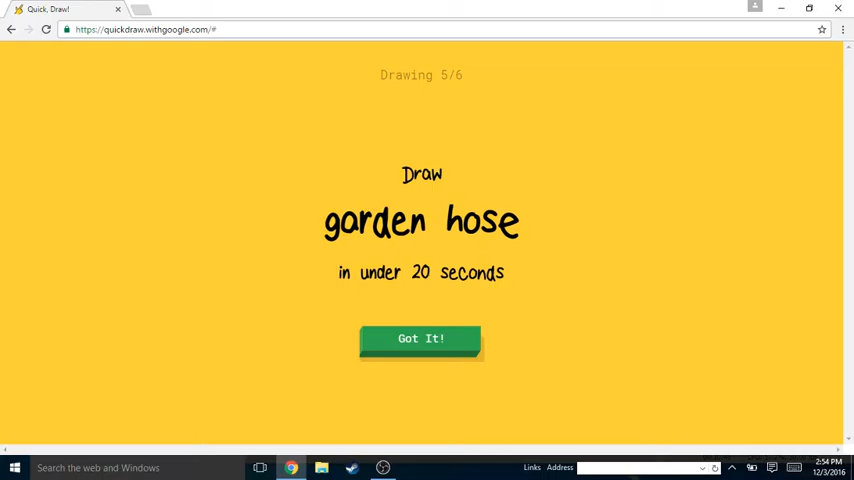 Quick, Draw!
https://quickdraw.withgoogle.com/#
Drawing 5/6
Draw
garden hose
in under 20 seconds
Got It!
Search the web and Windows
Links Address
2:54 PM
12/3/2016